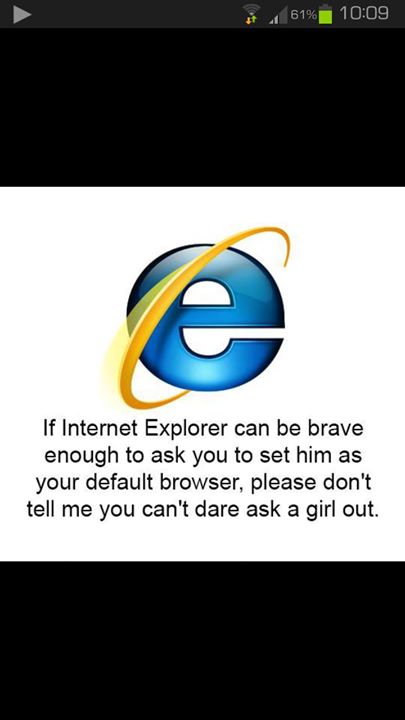 61% 10:09
e
If Internet Explorer can be brave
enough to ask you to set him as
your default browser, please don't
tell me you can't dare ask a girl out.